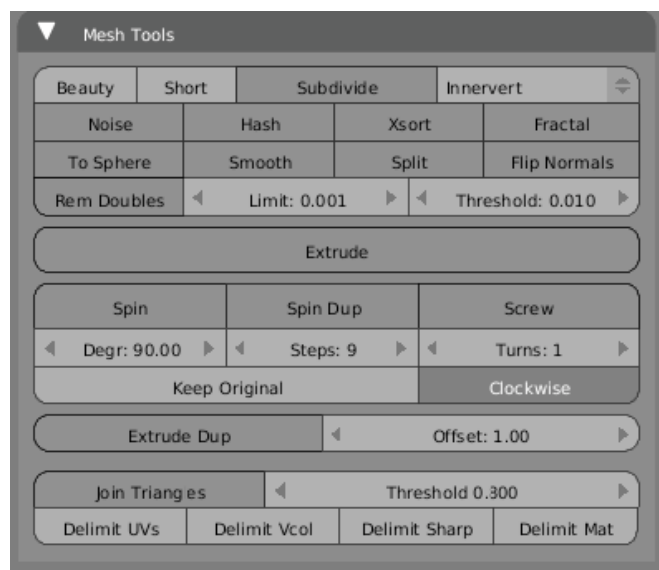 Mesh Tools
Beauty Short Subdivide Innervert
Noise Hash Xsort Fractal
To Sphere Smooth Split Flip Normals
Rem Doubles Limit: 0.001 Threshold: 0.010
Extrude
Spin Spin Dup Screw
Degr: 90.00 Steps: 9 Turns: 1
Keep Original Clockwise
Extrude Dup Offset: 1.00
Join Triangles Threshold 0.800
Delimit UVs Delimit Vcol Delimit Sharp Delimit Mat